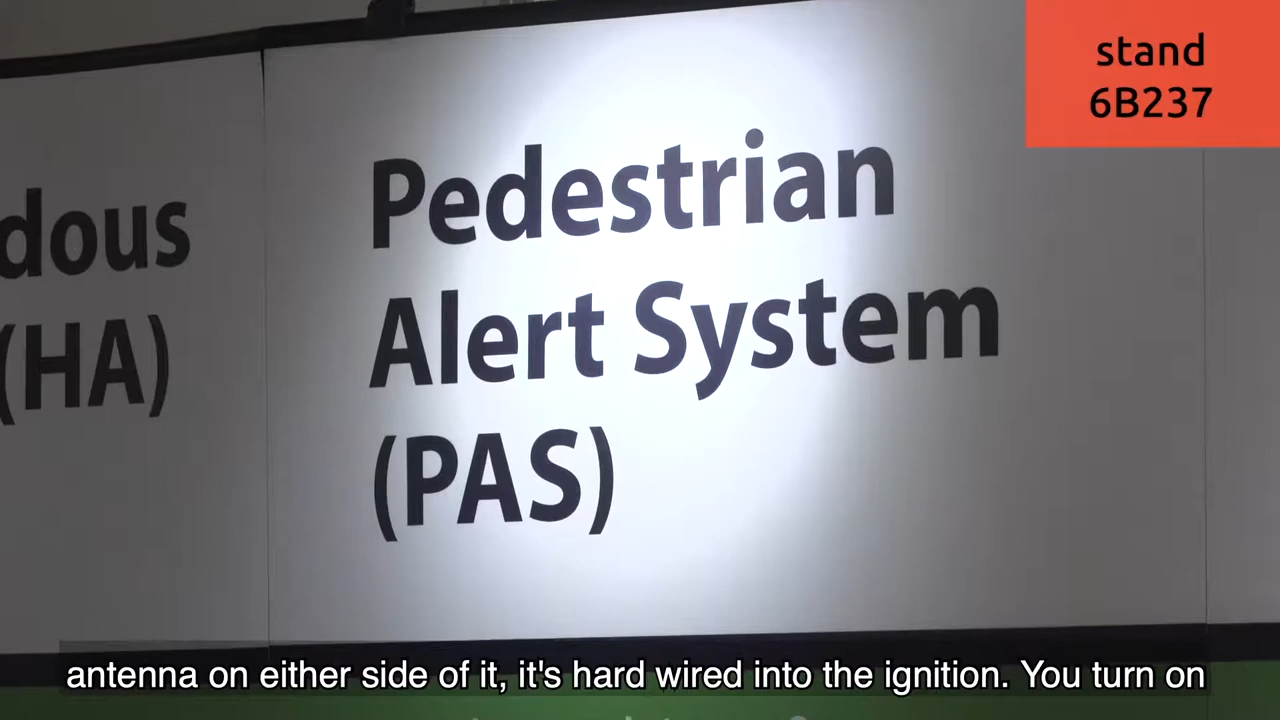 stand
6B237
dous
(HA)
Pedestrian
Alert System
(PAS)
antenna on either side of it, it's hard wired into the ignition. You turn on